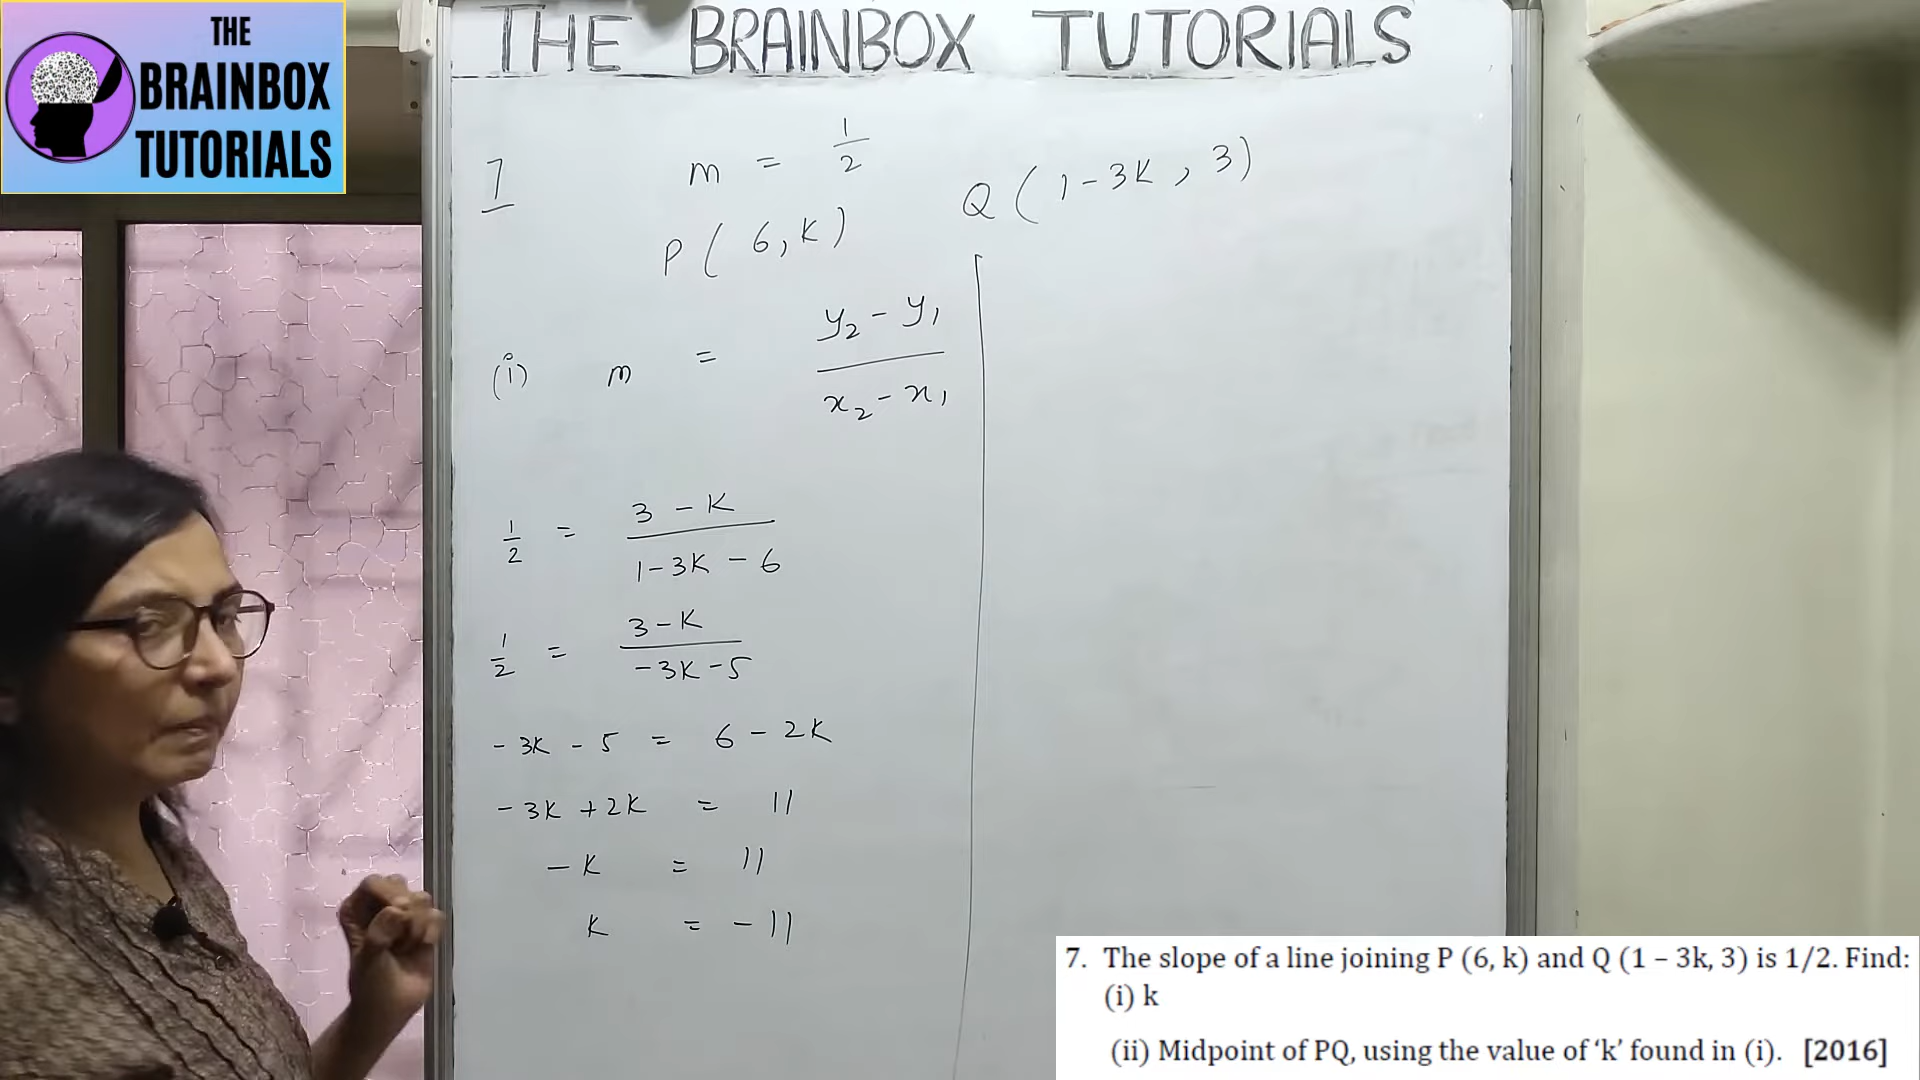 THE
BRAINBOX
TUTORIALS
THE BRAINBOX TUTORIALS
7
m = 1/2
P ( 6, K )
Q ( 1-3K , 3 )
(i) m = y₂ - y₁ / x₂ - x₁
1/2 = 3 - K / 1-3K - 6
1/2 = 3-K / -3K-5
-3K - 5 = 6 - 2K
-3K +2K = 11
-K = 11
K = -11
7. The slope of a line joining P (6, k) and Q (1 – 3k, 3) is 1/2. Find:
(i) k
(ii) Midpoint of PQ, using the value of ‘k’ found in (i). [2016]